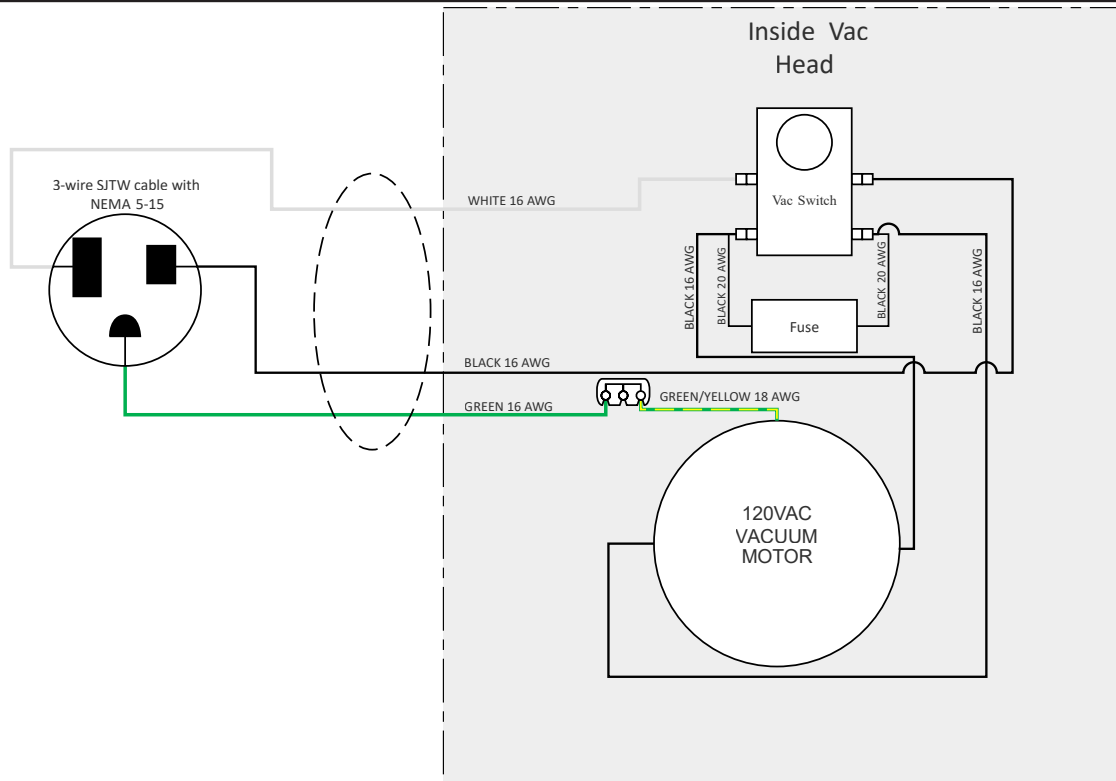 Inside Vac
Head
3-wire SJTW cable with
NEMA 5-15
WHITE 16 AWG
Vac Switch
BLACK 16 AWG
BLACK 20 AWG
BLACK 20 AWG
BLACK 16 AWG
Fuse
BLACK 16 AWG
GREEN 16 AWG
GREEN/YELLOW 18 AWG
120VAC
VACUUM
MOTOR